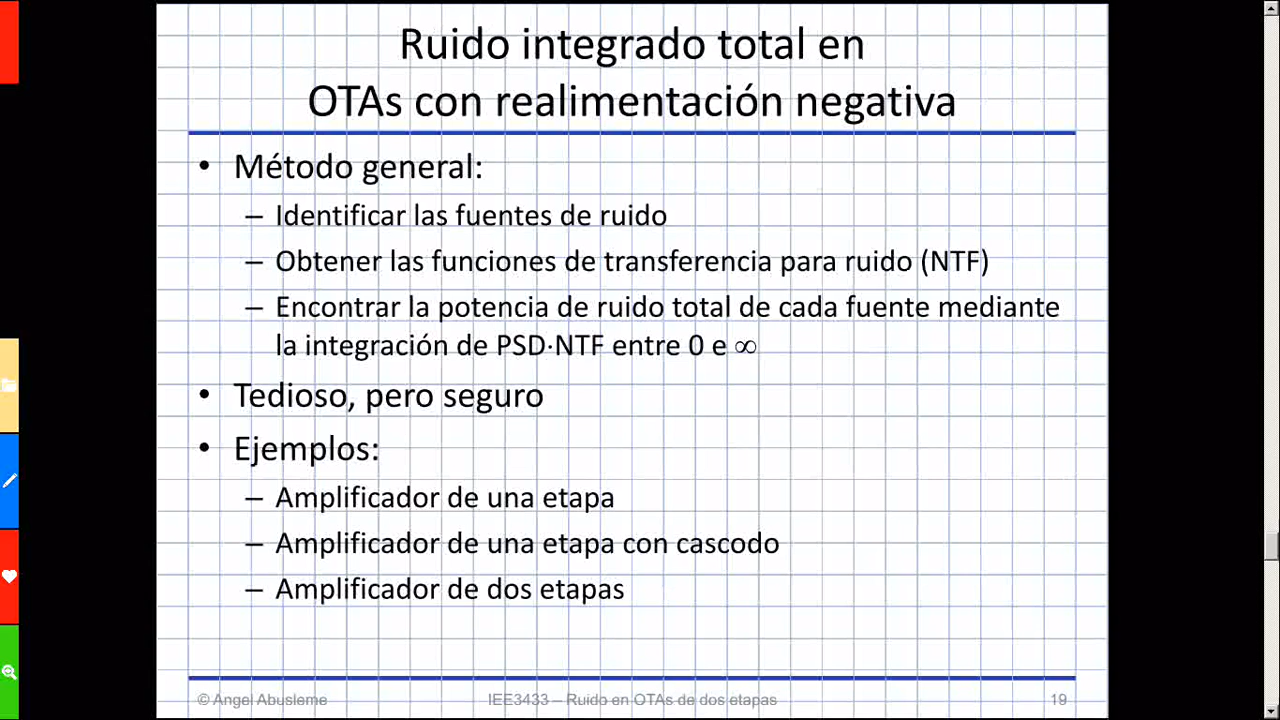 Ruido integrado total en
OTAs con realimentación negativa
• Método general:
– Identificar las fuentes de ruido
– Obtener las funciones de transferencia para ruido (NTF)
– Encontrar la potencia de ruido total de cada fuente mediante
la integración de PSD·NTF entre 0 e ∞
• Tedioso, pero seguro
• Ejemplos:
– Amplificador de una etapa
– Amplificador de una etapa con cascodo
– Amplificador de dos etapas
© Angel Abusleme IEE3433 – Ruido en OTAs de dos etapas 19